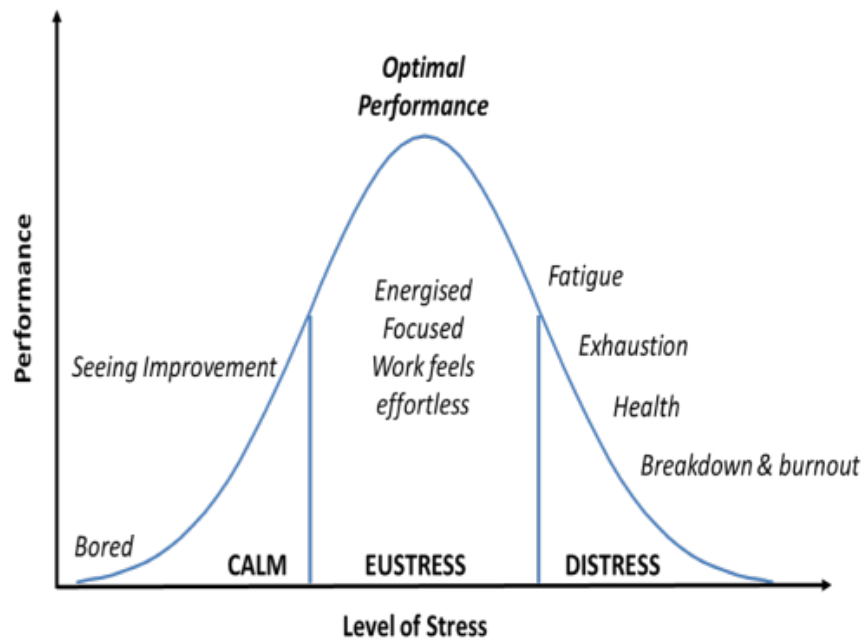 Optimal
Performance
Performance
Energised
Focused
Work feels
effortless
Fatigue
Exhaustion
Health
Breakdown & burnout
Seeing Improvement
Bored
CALM
EUSTRESS
DISTRESS
Level of Stress